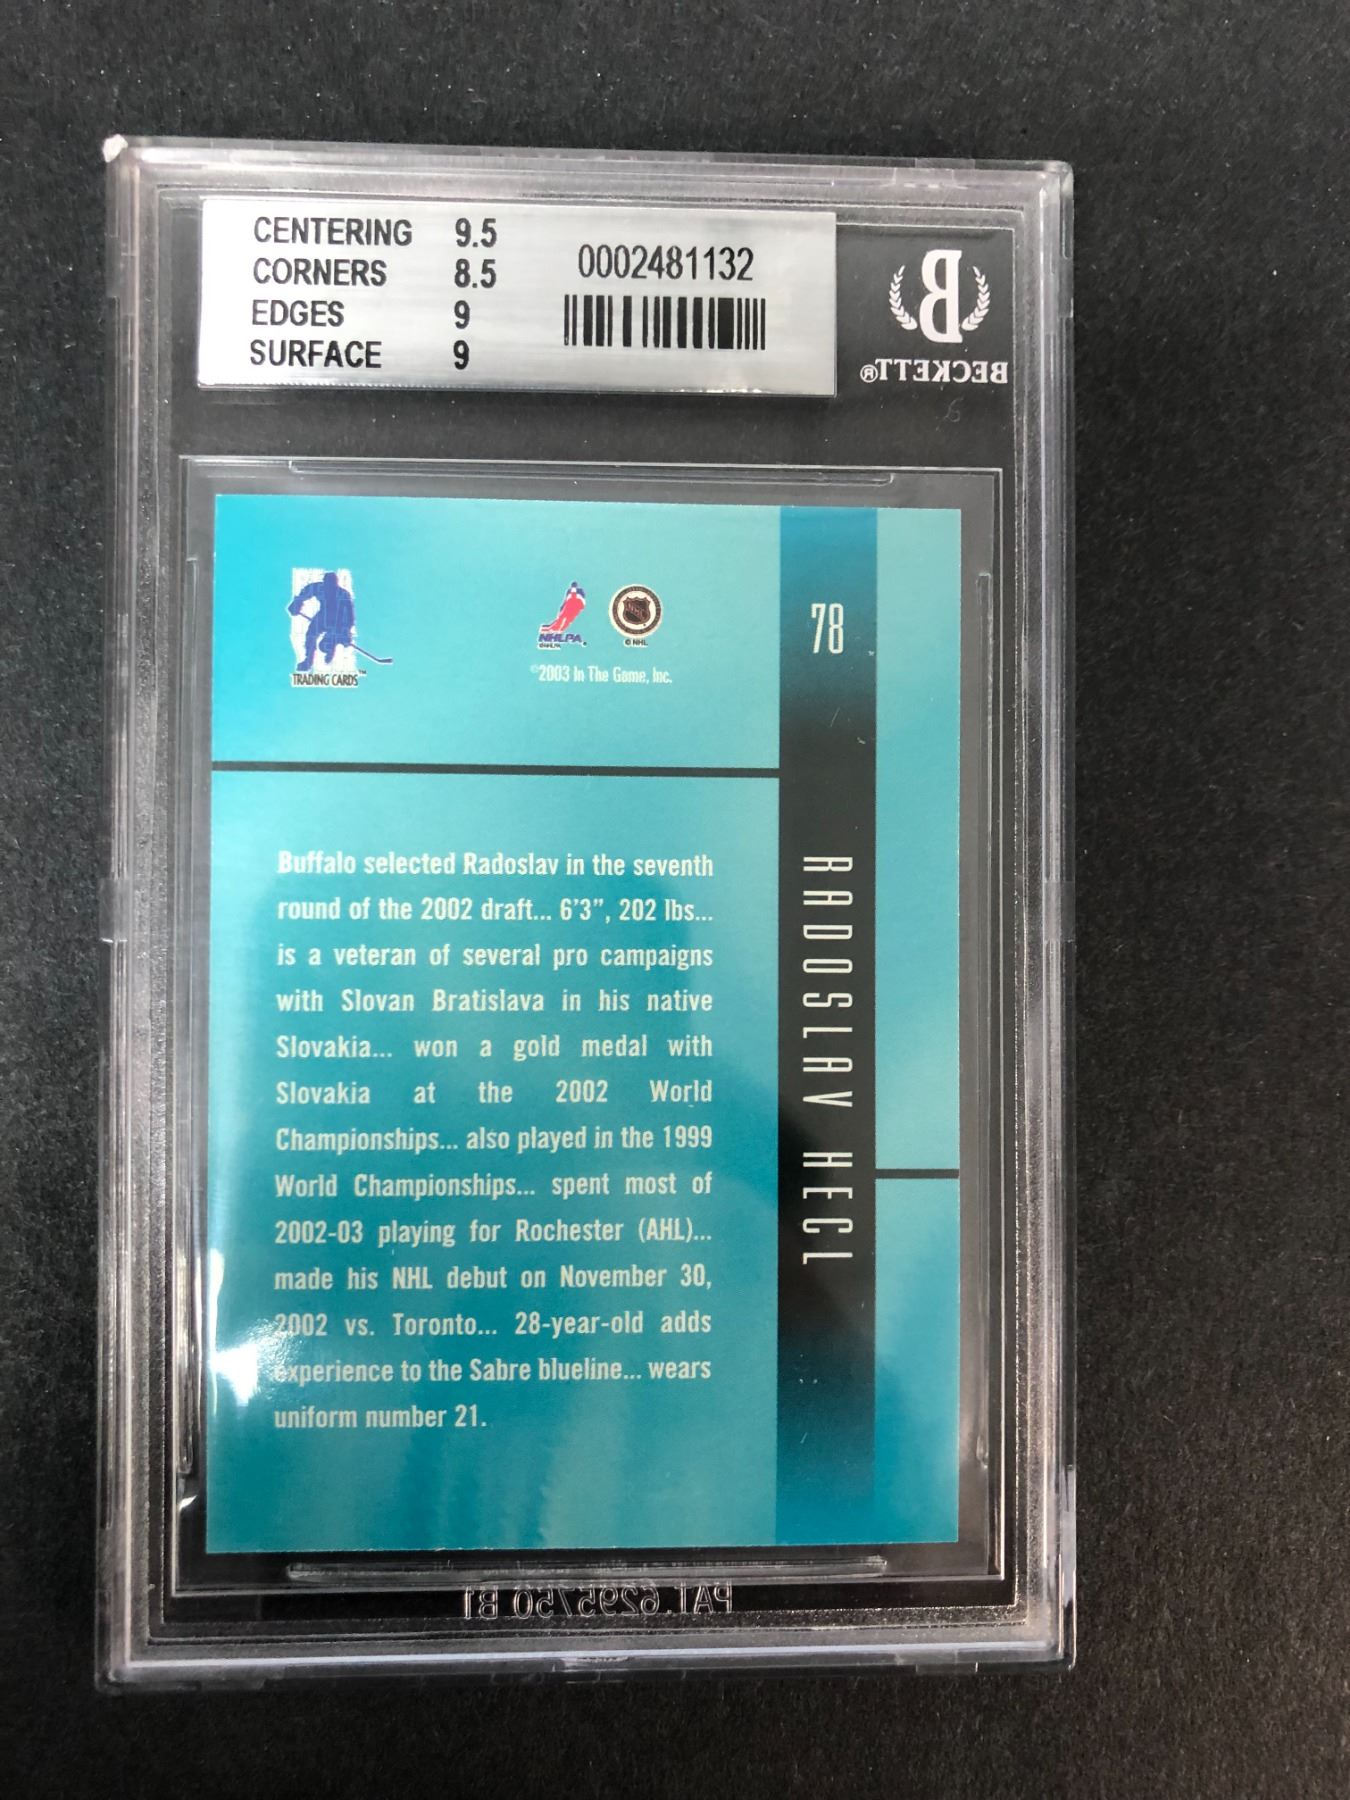 CENTERING 9.5
CORNERS 8.5
EDGES 9
SURFACE 9
0002481132
B
BECKETT®
TRADING CARDS™
NHLPA
© NHL
©2003 In The Game, Inc.
78
RADOSLAV HECL
Buffalo selected Radoslav in the seventh
round of the 2002 draft... 6'3", 202 lbs...
is a veteran of several pro campaigns
with Slovan Bratislava in his native
Slovakia... won a gold medal with
Slovakia at the 2002 World
Championships... also played in the 1999
World Championships... spent most of
2002-03 playing for Rochester (AHL)...
made his NHL debut on November 30,
2002 vs. Toronto... 28-year-old adds
experience to the Sabre blueline... wears
uniform number 21.
PAT. 6295750 B1